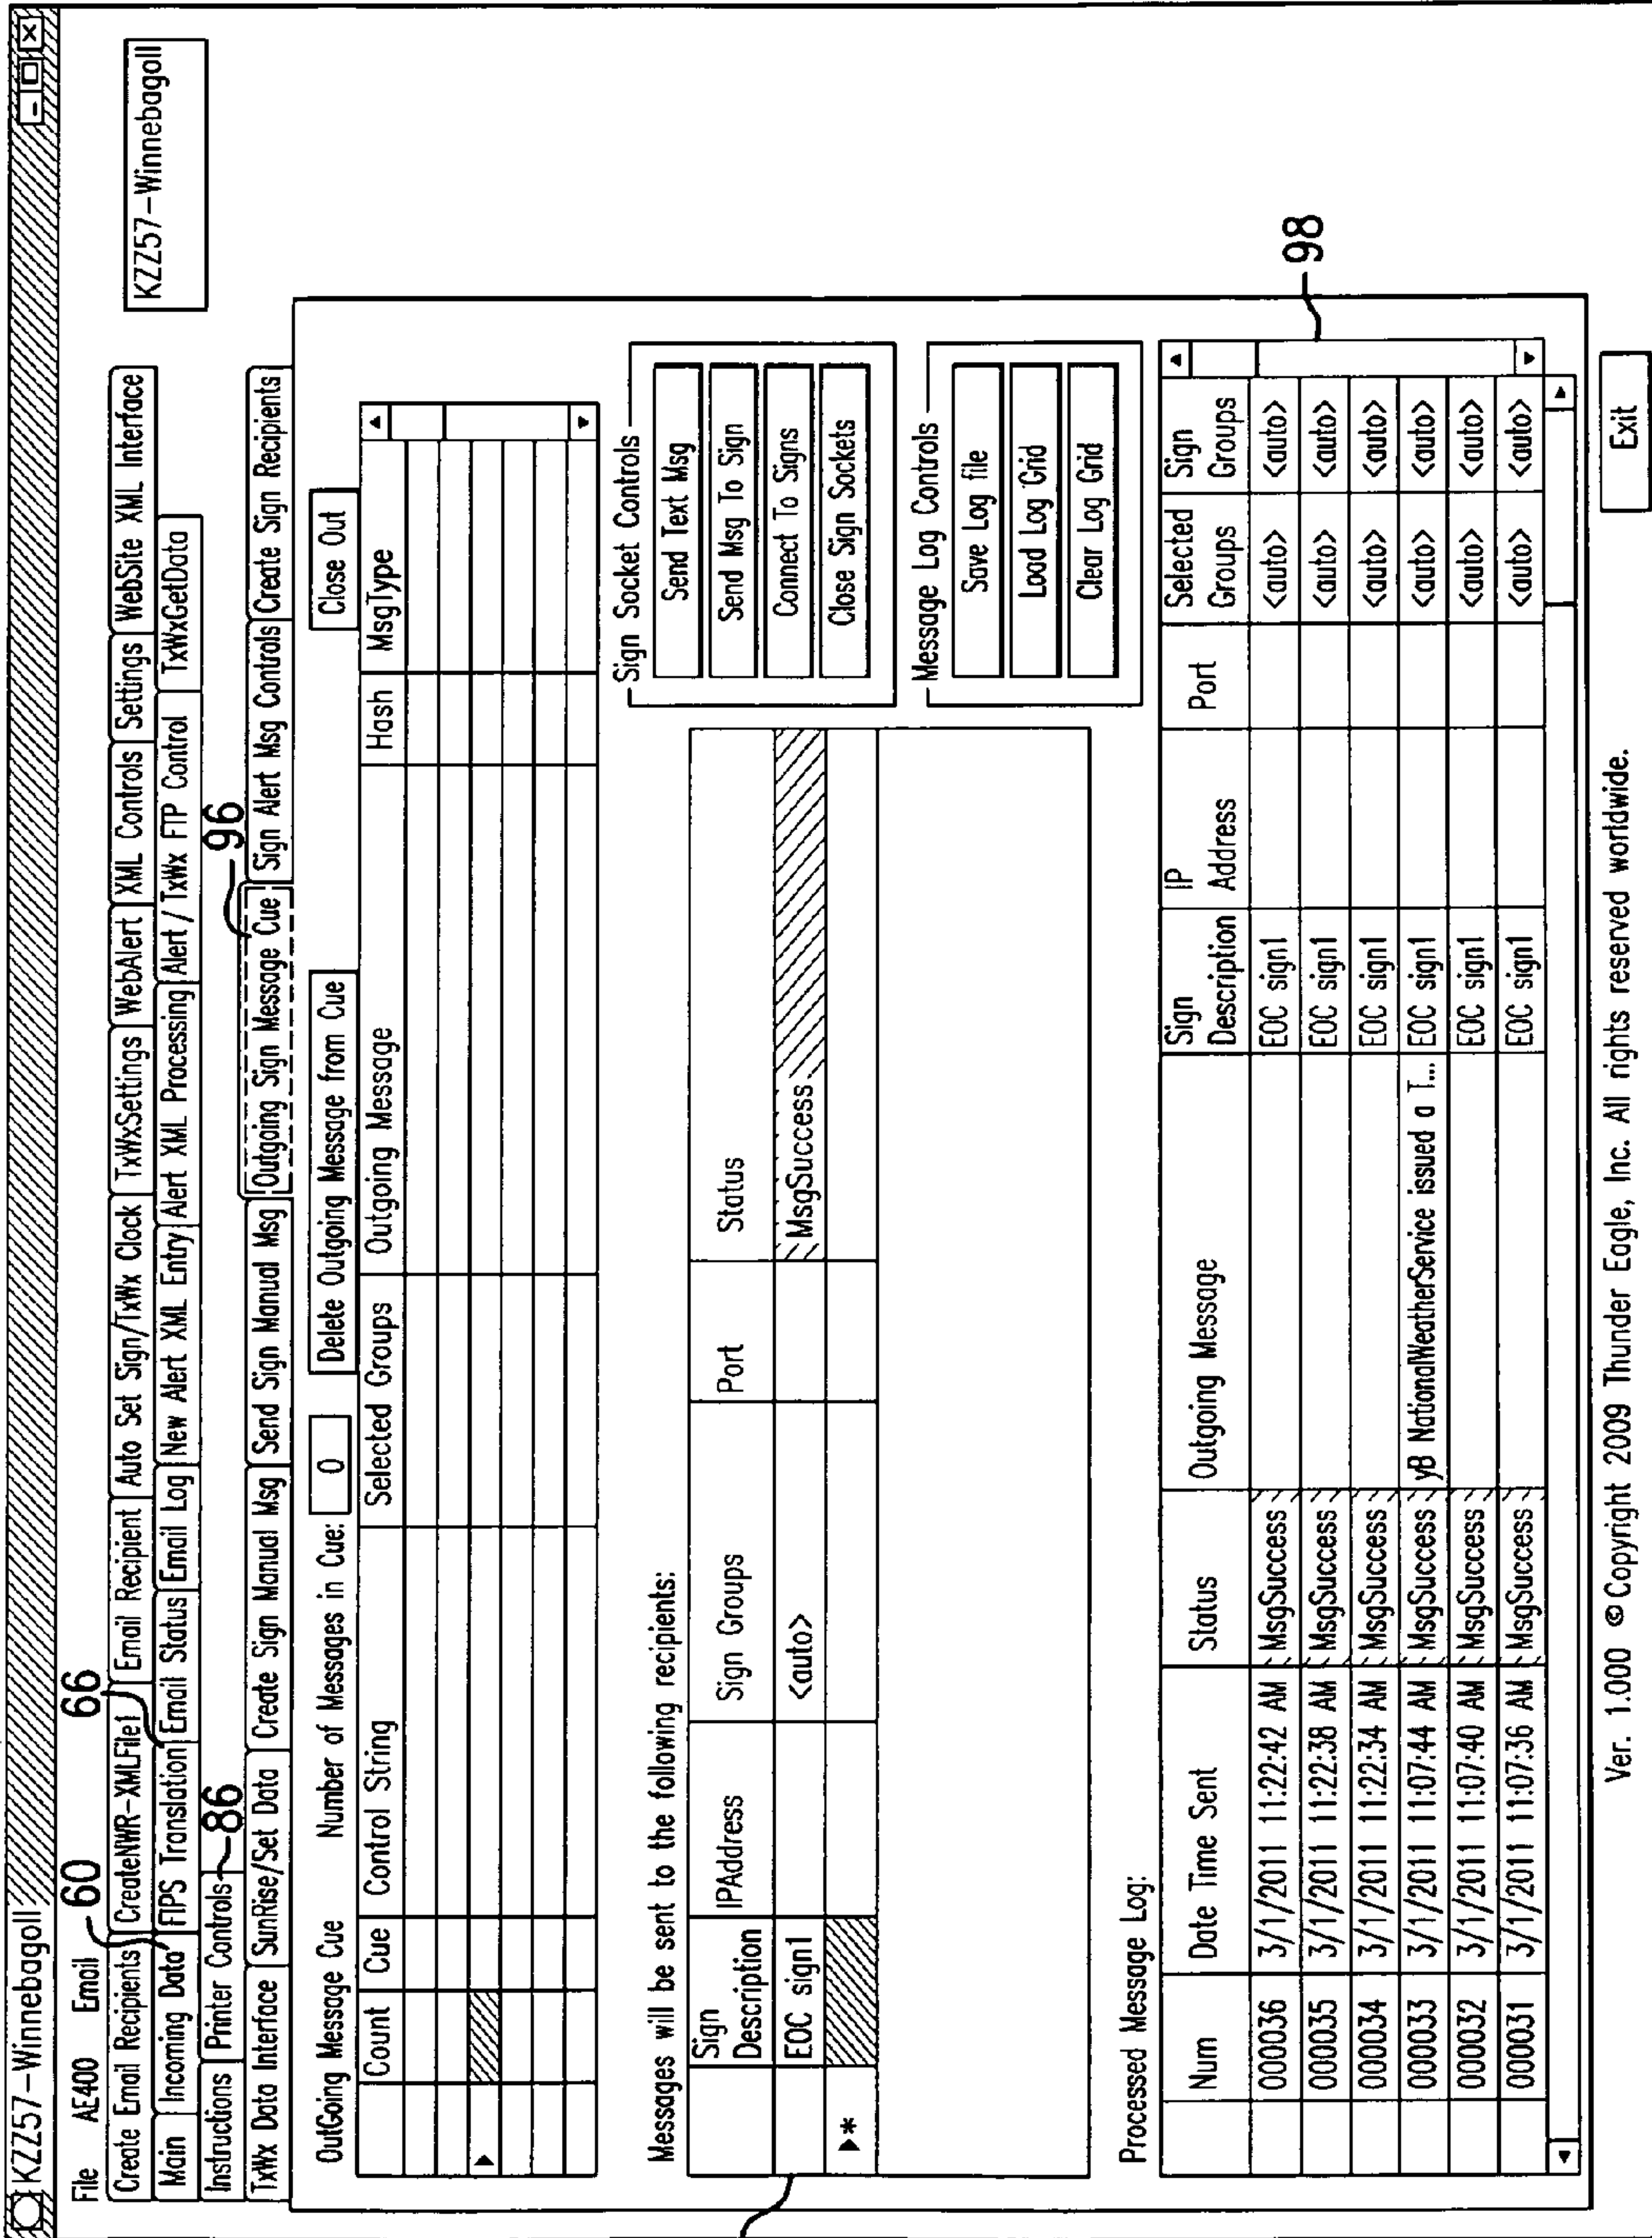 KZZ57-Winnebagoll
File AE400 Email
60
66
KZZ57-Winnebagoll
Create Email Recipients CreateNWR-XMLFile1 Email Recipient Auto Set Sign/TxWx Clock TxWxSettings WebAlert XML Controls Settings WebSite XML Interface
Main Incoming Data FIPS Translation Email Status Email Log New Alert XML Entry Alert XML Processing Alert / TxWx FTP Control TxWxGetData
Instructions Printer Controls 86 96
TxWx Data Interface SunRise/Set Data Create Sign Manual Msg Send Sign Manual Msg Outgoing Sign Message Cue Sign Alert Msg Controls Create Sign Recipients
OutGoing Message Cue Number of Messages in Cue: 0 Delete Outgoing Message from Cue Close Out
Count Cue Control String Selected Groups Outgoing Message Hash MsgType
Messages will be sent to the following recipients:
Sign Description IPAddress Sign Groups Port Status
EOC sign1 <auto> MsgSuccess
*
Sign Socket Controls
Send Text Msg
Send Msg To Sign
Connect To Signs
Close Sign Sockets
Message Log Controls
Save Log file
Load Log Grid
Clear Log Grid
Processed Message Log:
Num Date Time Sent Status Outgoing Message Sign Description IP Address Port Selected Groups Sign Groups
000036 3/1/2011 11:22:42 AM MsgSuccess EOC sign1 <auto> <auto>
000035 3/1/2011 11:22:38 AM MsgSuccess EOC sign1 <auto> <auto>
000034 3/1/2011 11:22:34 AM MsgSuccess EOC sign1 <auto> <auto>
000033 3/1/2011 11:07:44 AM MsgSuccess yB NationalWeatherService issued a T... EOC sign1 <auto> <auto>
000032 3/1/2011 11:07:40 AM MsgSuccess EOC sign1 <auto> <auto>
000031 3/1/2011 11:07:36 AM MsgSuccess EOC sign1 <auto> <auto>
98
Ver. 1.000 © Copyright 2009 Thunder Eagle, Inc. All rights reserved worldwide.
Exit